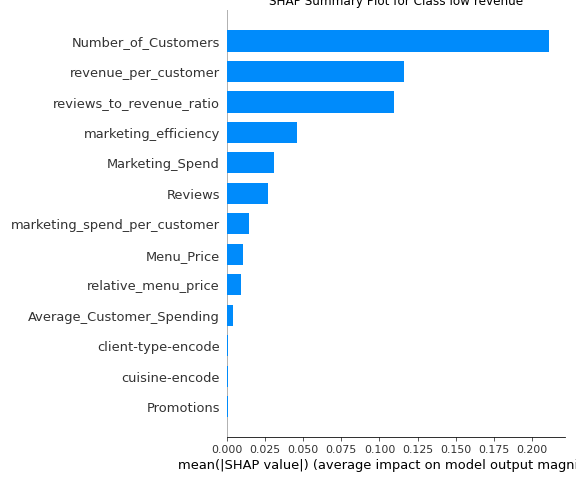 SHAP Summary Plot for Class low revenue
Number_of_Customers
revenue_per_customer
reviews_to_revenue_ratio
marketing_efficiency
Marketing_Spend
Reviews
marketing_spend_per_customer
Menu_Price
relative_menu_price
Average_Customer_Spending
client-type-encode
cuisine-encode
Promotions
0.000 0.025 0.050 0.075 0.100 0.125 0.150 0.175 0.200
mean(|SHAP value|) (average impact on model output magni